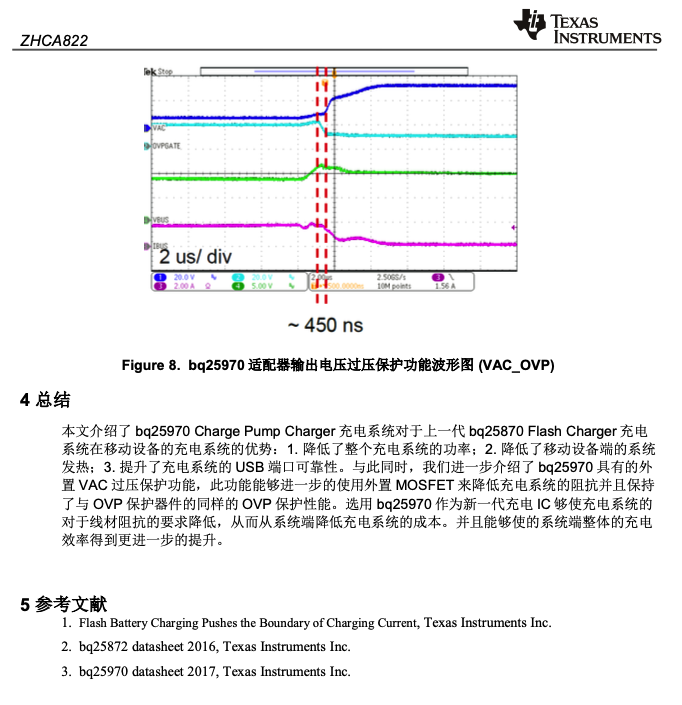 ZHCA822
TEXAS
INSTRUMENTS
Tek Stop
VAC
OVPGATE
VBUS
IBUS
2 us/ div
1 20.0 V 2 20.0 V 2.00us 2.50GS/s 3
3 2.00 A Ω 4 5.00 V 10M points 1.56 A
~ 450 ns
Figure 8. bq25970 适配器输出电压过压保护功能波形图 (VAC_OVP)
4 总结
本文介绍了 bq25970 Charge Pump Charger 充电系统对于上一代 bq25870 Flash Charger 充电
系统在移动设备的充电系统的优势：1. 降低了整个充电系统的功率；2. 降低了移动设备端的系统
发热；3. 提升了充电系统的 USB 端口可靠性。与此同时，我们进一步介绍了 bq25970 具有的外
置 VAC 过压保护功能，此功能能够进一步的使用外置 MOSFET 来降低充电系统的阻抗并且保持
了与 OVP 保护器件的同样的 OVP 保护性能。选用 bq25970 作为新一代充电 IC 够使充电系统的
对于线材阻抗的要求降低，从而从系统端降低充电系统的成本。并且能够使的系统端整体的充电
效率得到更进一步的提升。
5 参考文献
1. Flash Battery Charging Pushes the Boundary of Charging Current, Texas Instruments Inc.
2. bq25872 datasheet 2016, Texas Instruments Inc.
3. bq25970 datasheet 2017, Texas Instruments Inc.